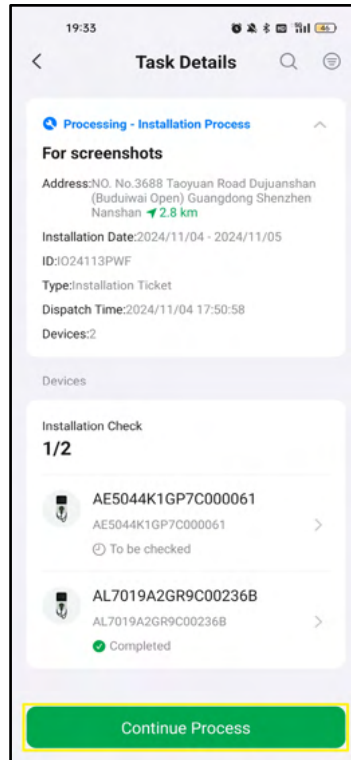 19:33
46
Task Details
Processing - Installation Process
For screenshots
Address:NO. No.3688 Taoyuan Road Dujuanshan
(Buduiwai Open) Guangdong Shenzhen
Nanshan 2.8 km
Installation Date:2024/11/04 - 2024/11/05
ID:IO24113PWF
Type:Installation Ticket
Dispatch Time:2024/11/04 17:50:58
Devices:2
Devices
Installation Check
1/2
AE5044K1GP7C000061
AE5044K1GP7C000061
To be checked
AL7019A2GR9C00236B
AL7019A2GR9C00236B
Completed
Continue Process